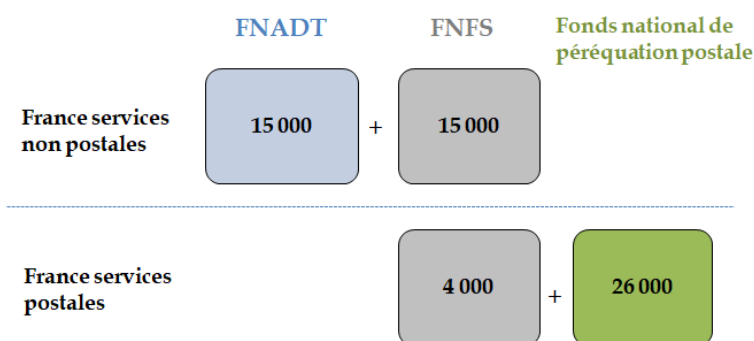 FNADT FNFS Fonds national de
péréquation postale
France services
non postales
15 000 + 15 000
France services
postales
4 000 + 26 000